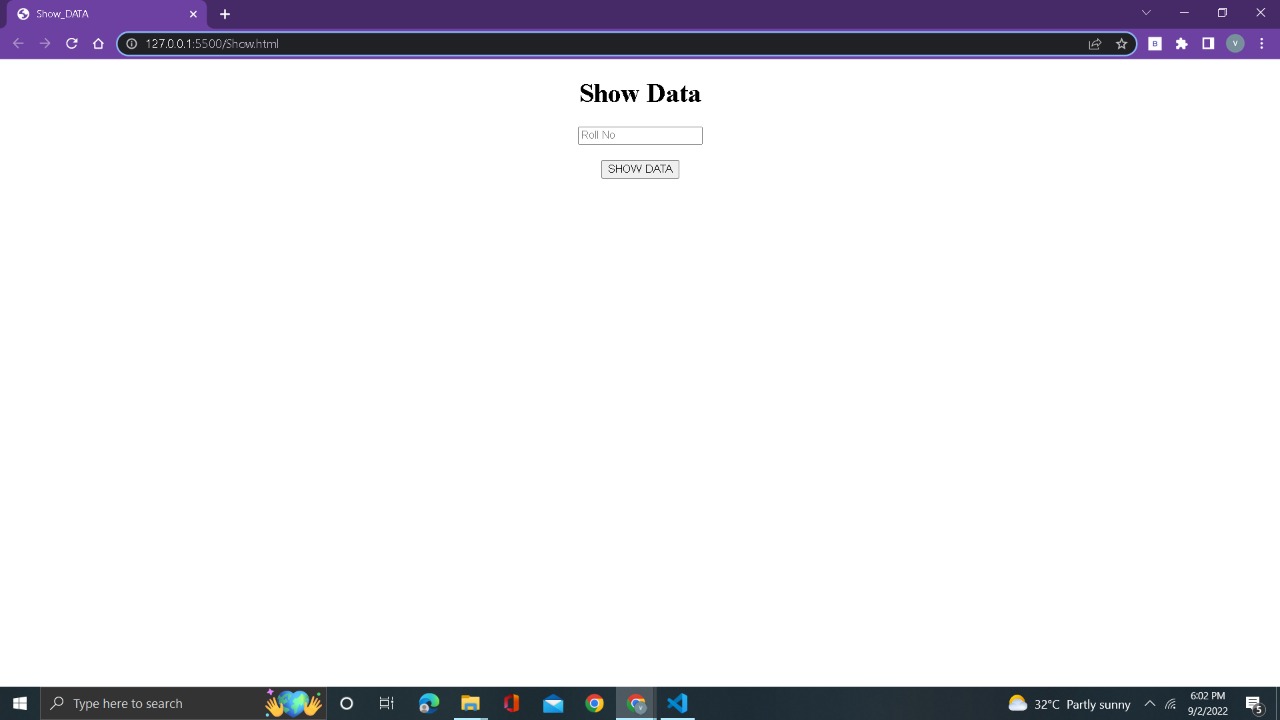 Show_DATA
127.0.0.1:5500/Show.html
B
V
Show Data
Roll No
SHOW DATA
Type here to search
32°C Partly sunny
6:02 PM
9/2/2022
5